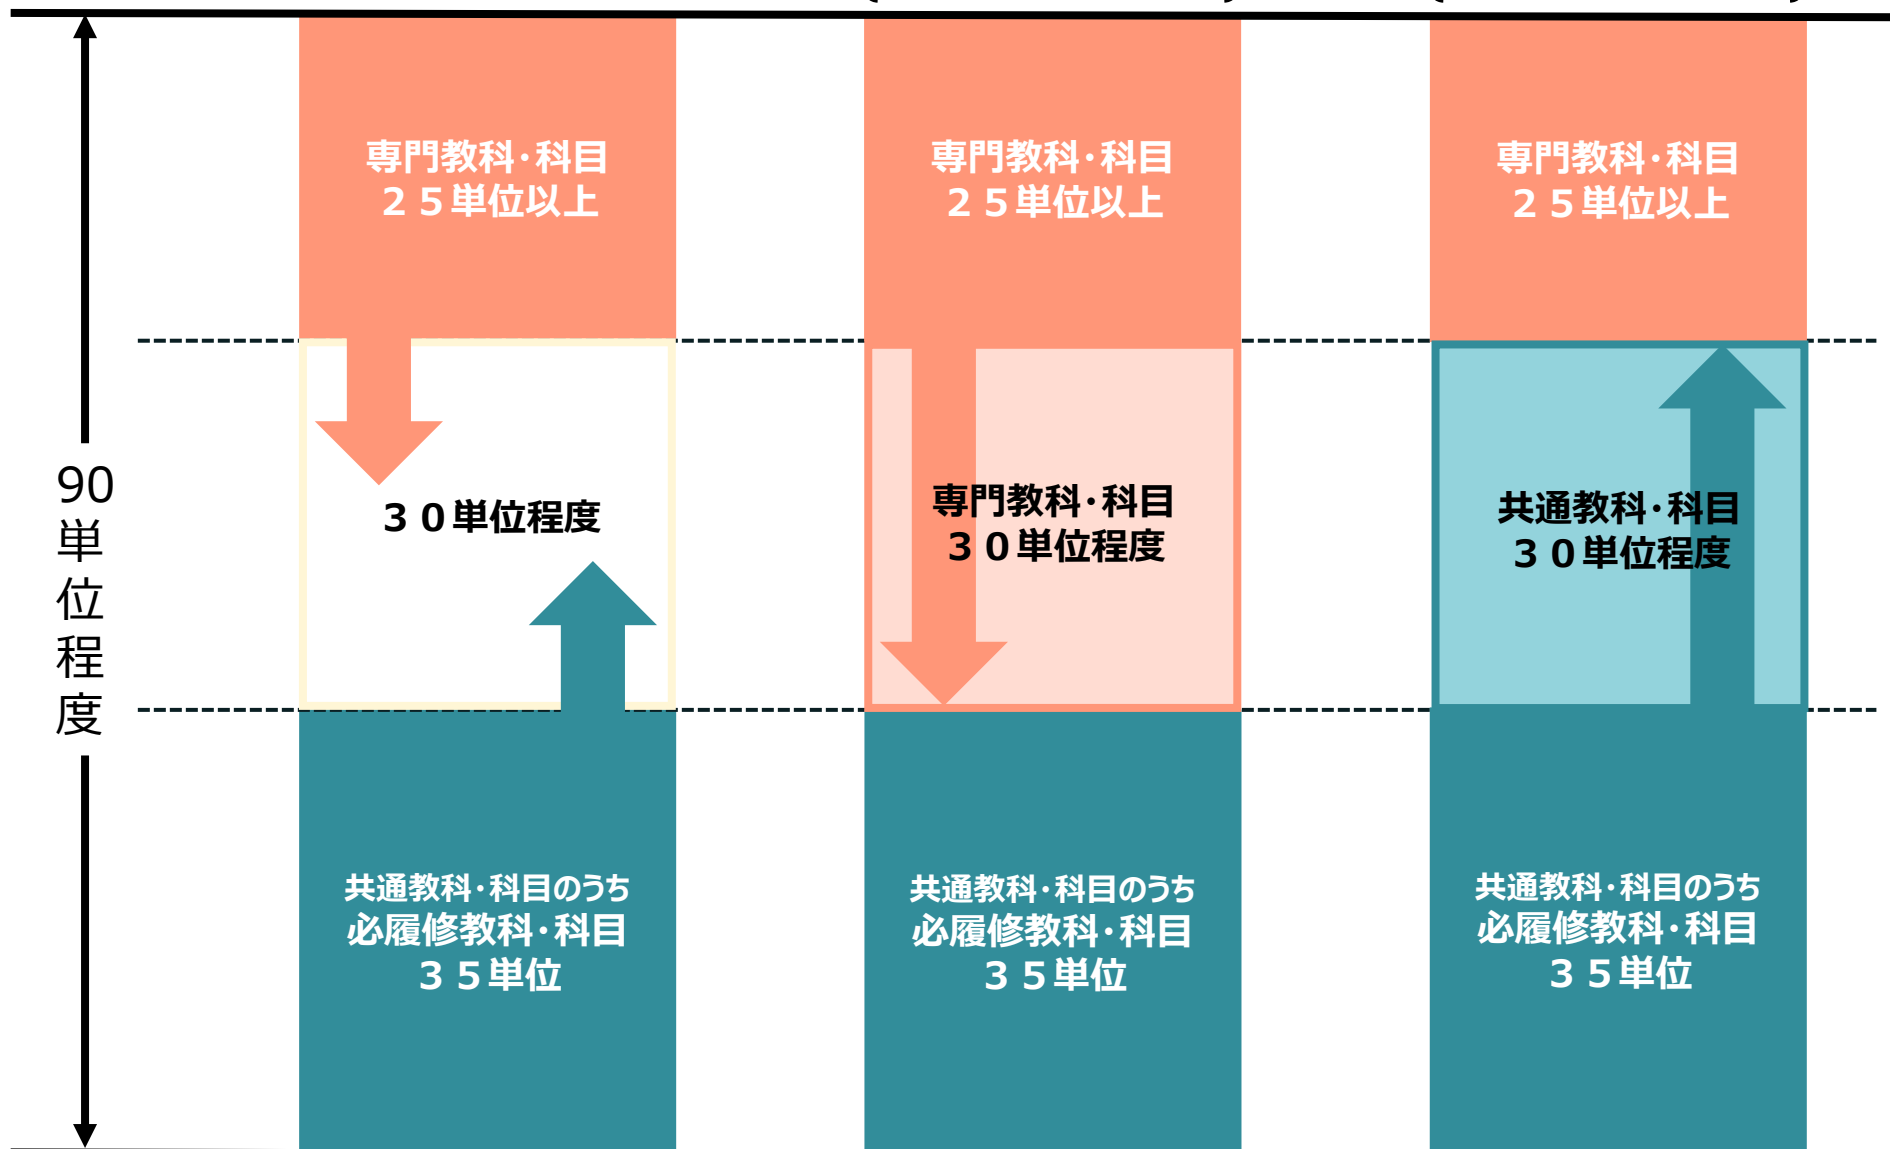 90
単
位
程
度
専門教科・科目
２５単位以上
３０単位程度
共通教科・科目のうち
必履修教科・科目
３５単位
専門教科・科目
２５単位以上
専門教科・科目
３０単位程度
共通教科・科目のうち
必履修教科・科目
３５単位
専門教科・科目
２５単位以上
共通教科・科目
３０単位程度
共通教科・科目のうち
必履修教科・科目
３５単位